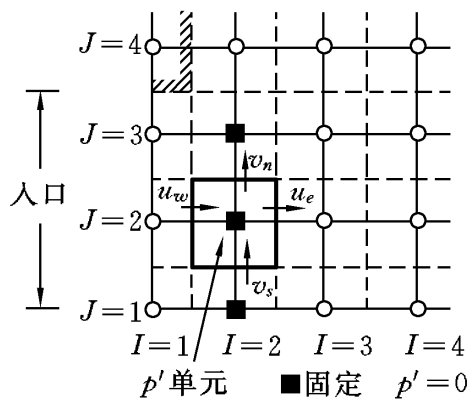 J=4
J=3
v_n
入口
u_w
u_e
J=2
v_s
J=1
I=1 I=2 I=3 I=4
p′单元 ■固定 p′=0